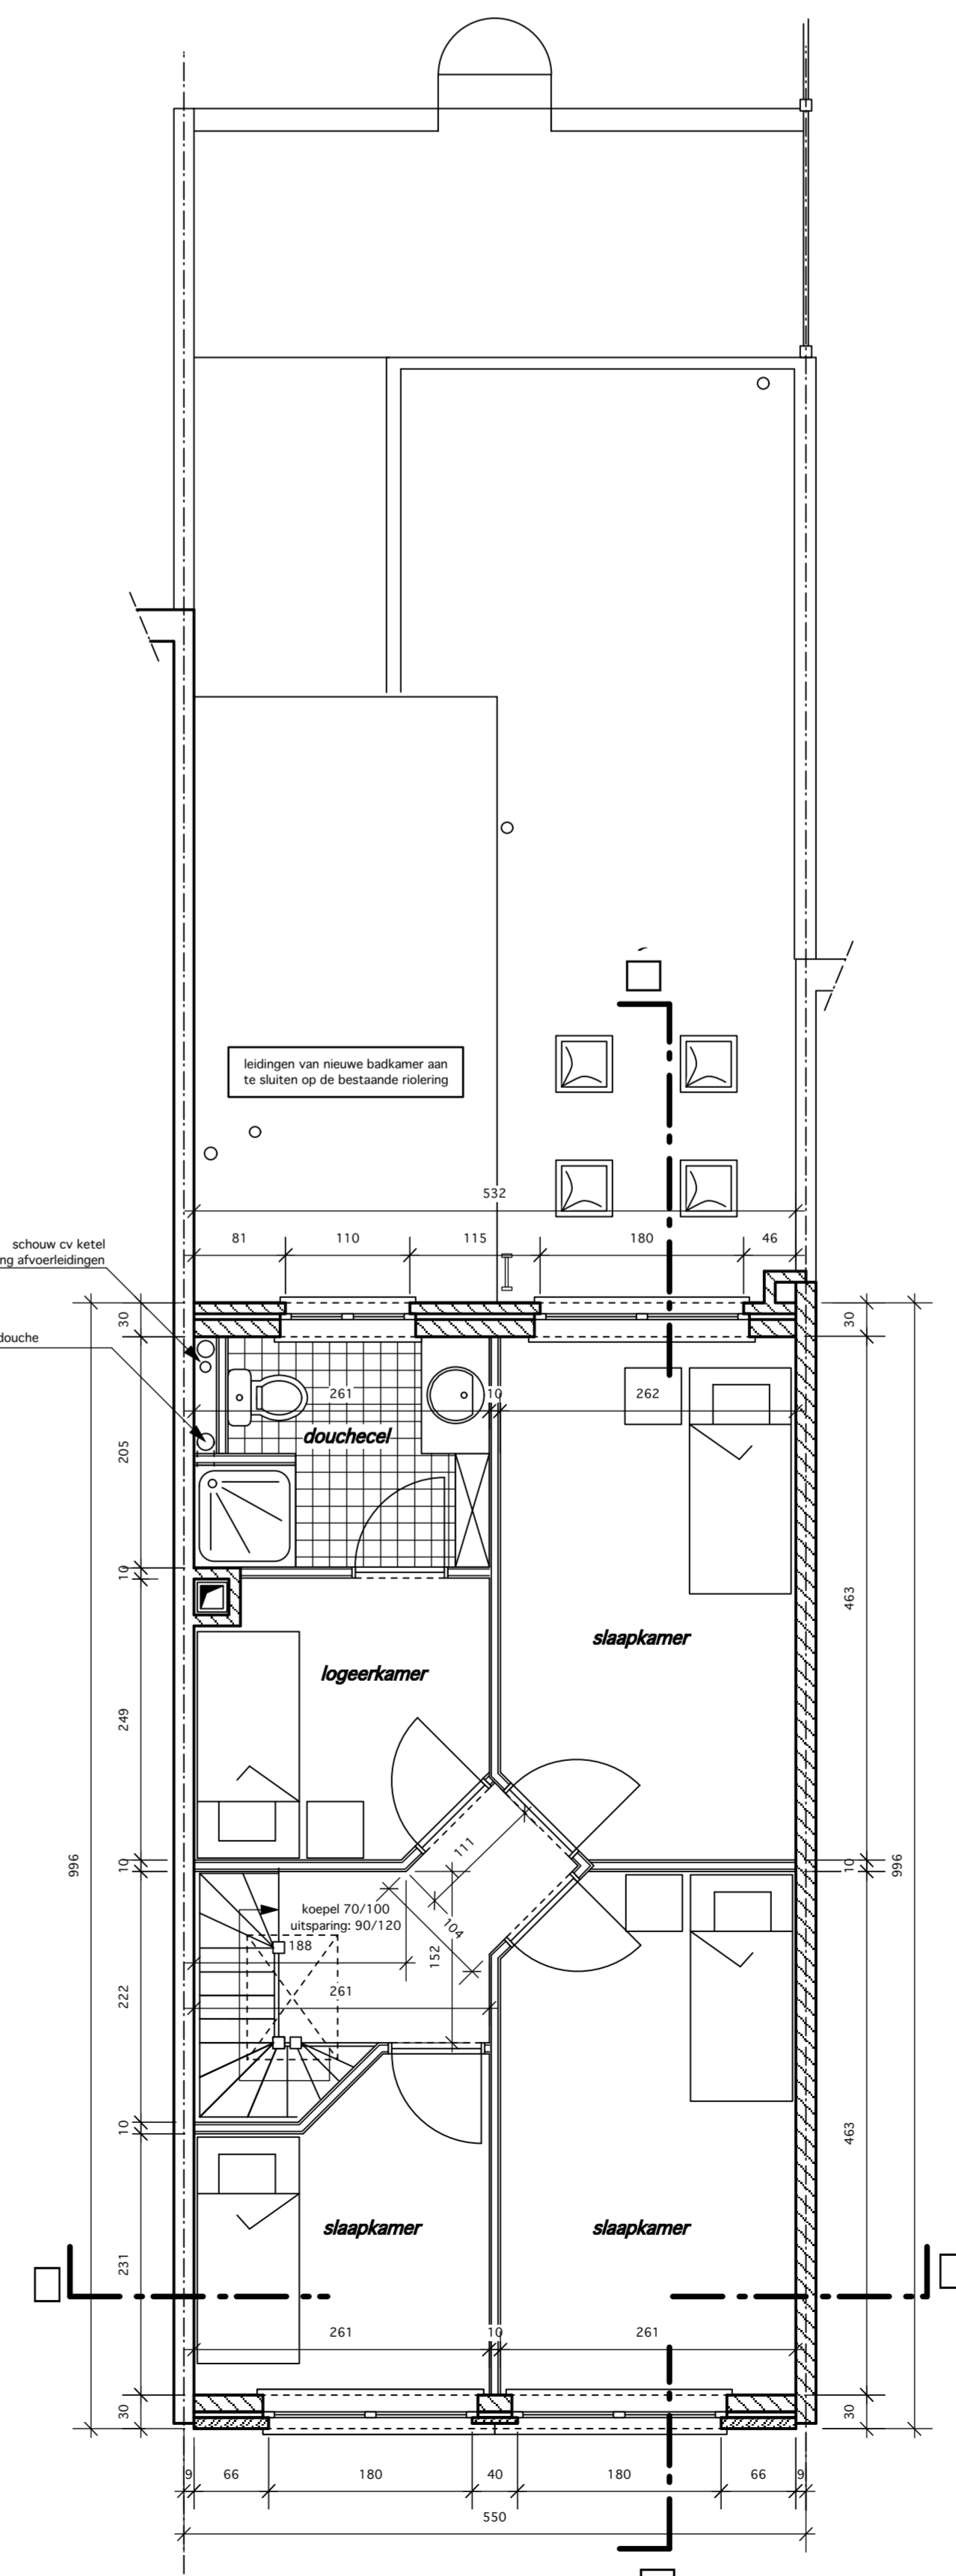 leidingen van nieuwe badkamer aan
te sluiten op de bestaande riolering
532
81 110 115 180 46
schouw cv ketel
ng afvoerleidingen
douche
30
30
261 10 262
douchecel
205
10
463
slaapkamer
logeerkamer
249
111
996
10
10
996
koepel 70/100
uitsparing: 90/120
104
188
152
261
222
10
463
slaapkamer
slaapkamer
231
261 10 261
30
30
9 66 180 40 180 66 9
550